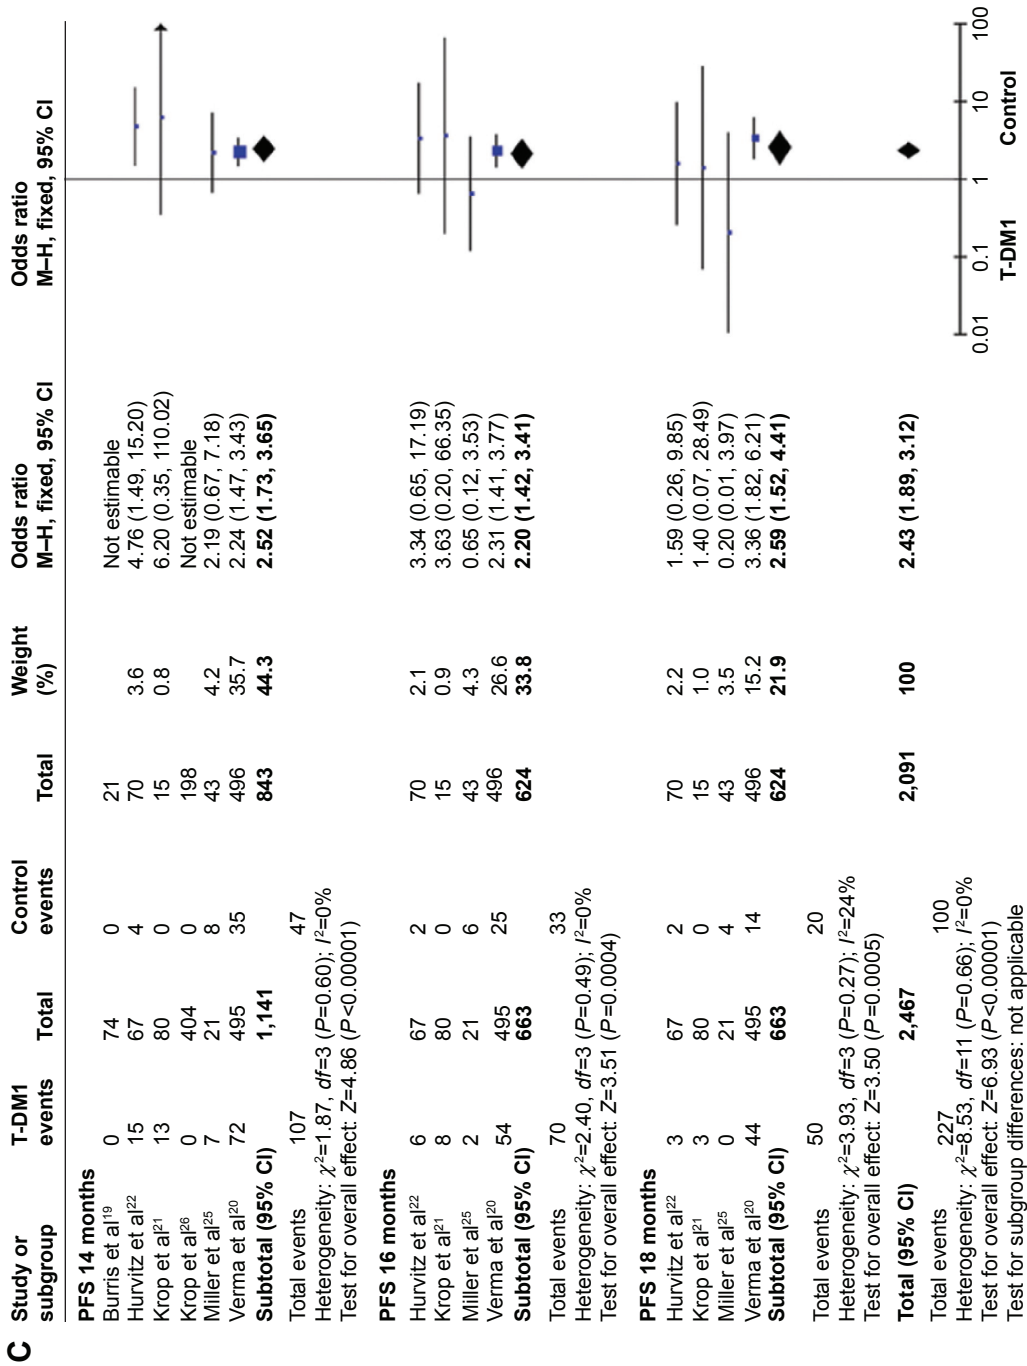 C
Study or subgroup T-DM1 events Total Control events Total Weight (%) Odds ratio M–H, fixed, 95% CI Odds ratio M–H, fixed, 95% CI
PFS 14 months
Burris et al19 0 74 0 21 Not estimable
Hurvitz et al22 15 67 4 70 3.6 4.76 (1.49, 15.20)
Krop et al21 13 80 0 15 0.8 6.20 (0.35, 110.02)
Krop et al26 0 404 0 198 Not estimable
Miller et al25 7 21 8 43 4.2 2.19 (0.67, 7.18)
Verma et al20 72 495 35 496 35.7 2.24 (1.47, 3.43)
Subtotal (95% CI) 1,141 843 44.3 2.52 (1.73, 3.65)
Total events 107 47
Heterogeneity: χ2=1.87, df=3 (P=0.60); I2=0%
Test for overall effect: Z=4.86 (P<0.00001)
PFS 16 months
Hurvitz et al22 6 67 2 70 2.1 3.34 (0.65, 17.19)
Krop et al21 8 80 0 15 0.9 3.63 (0.20, 66.35)
Miller et al25 2 21 6 43 4.3 0.65 (0.12, 3.53)
Verma et al20 54 495 25 496 26.6 2.31 (1.41, 3.77)
Subtotal (95% CI) 663 624 33.8 2.20 (1.42, 3.41)
Total events 70 33
Heterogeneity: χ2=2.40, df=3 (P=0.49); I2=0%
Test for overall effect: Z=3.51 (P=0.0004)
PFS 18 months
Hurvitz et al22 3 67 2 70 2.2 1.59 (0.26, 9.85)
Krop et al21 3 80 0 15 1.0 1.40 (0.07, 28.49)
Miller et al25 0 21 4 43 3.5 0.20 (0.01, 3.97)
Verma et al20 44 495 14 496 15.2 3.36 (1.82, 6.21)
Subtotal (95% CI) 663 624 21.9 2.59 (1.52, 4.41)
Total events 50 20
Heterogeneity: χ2=3.93, df=3 (P=0.27); I2=24%
Test for overall effect: Z=3.50 (P=0.0005)
Total (95% CI) 2,467 2,091 100 2.43 (1.89, 3.12)
Total events 227 100
Heterogeneity: χ2=8.53, df=11 (P=0.66); I2=0%
Test for overall effect: Z=6.93 (P<0.00001)
Test for subgroup differences: not applicable
0.01 0.1 1 10 100
T-DM1 Control